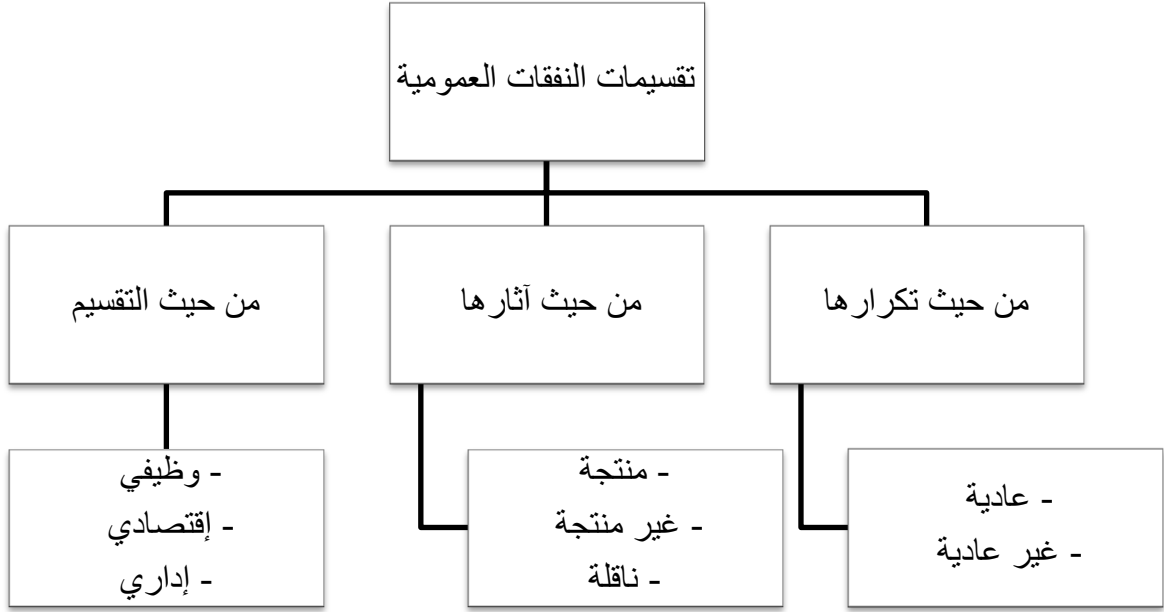 تقسيمات النفقات العمومية
من حيث تكرارها
من حيث آثارها
من حيث التقسيم
- عادية
- غير عادية
- منتجة
- غير منتجة
- ناقلة
- وظيفي
- إقتصادي
- إداري